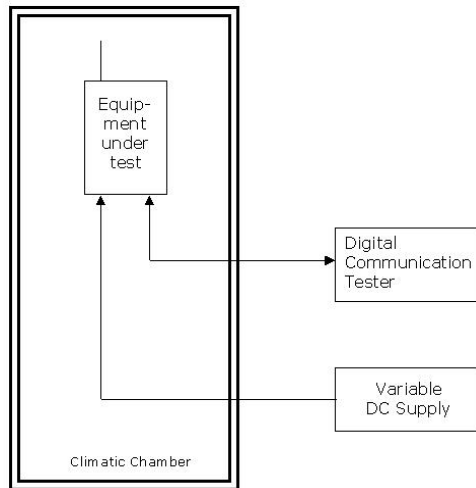 Equip-
ment
under
test
Digital
Communication
Tester
Variable
DC Supply
Climatic Chamber